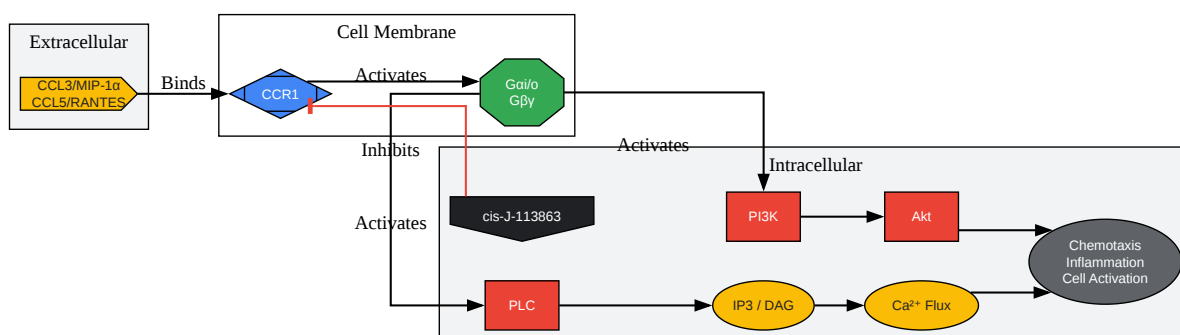 Extracellular
CCL3/MIP-1α
CCL5/RANTES
Binds
Cell Membrane
CCR1
Activates
Gαi/o
Gβγ
Inhibits
Activates
Activates
Intracellular
cis-J-113863
PI3K
Akt
Chemotaxis
Inflammation
Cell Activation
PLC
IP3 / DAG
Ca²⁺ Flux